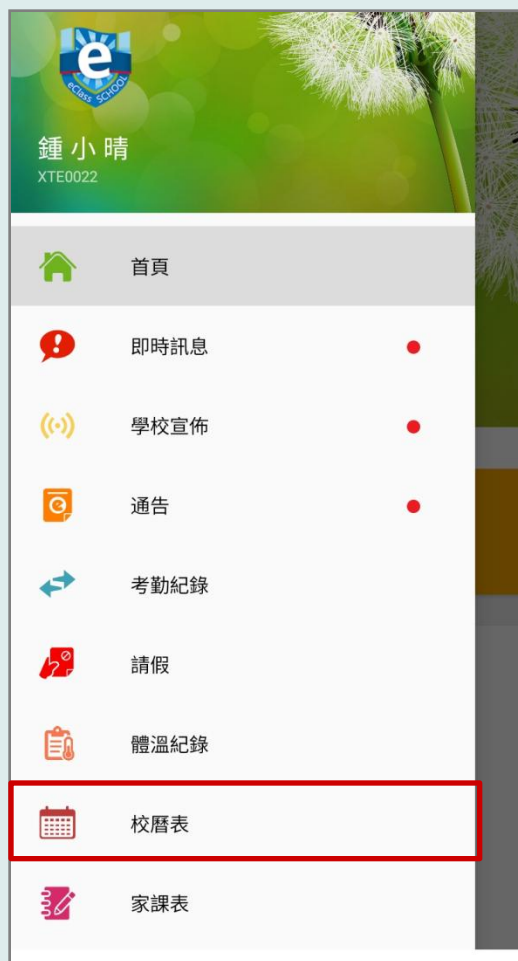 e
eClass SCHOOL
鍾小晴
XTE0022
首頁
即時訊息
學校宣佈
通告
考勤紀錄
請假
體溫紀錄
校曆表
家課表